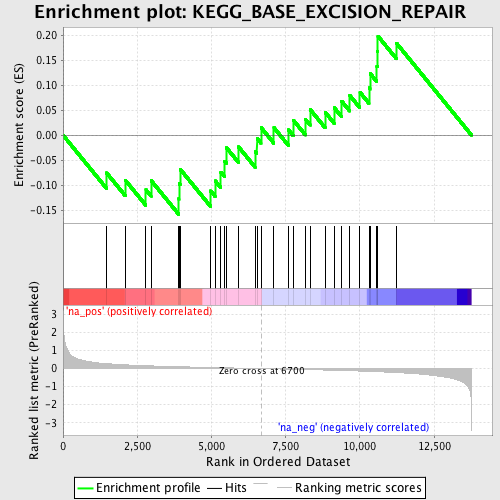 Enrichment plot: KEGG_BASE_EXCISION_REPAIR
Enrichment score (ES)
0.20
0.15
0.10
0.05
0.00
-0.05
-0.10
-0.15
'na_pos' (positively correlated)
Ranked list metric (PreRanked)
3
2
1
0
-1
-2
-3
Zero cross at 6700
'na_neg' (negatively correlated)
0
2,500
5,000
7,500
10,000
12,500
Rank in Ordered Dataset
Enrichment profile
Hits
Ranking metric scores